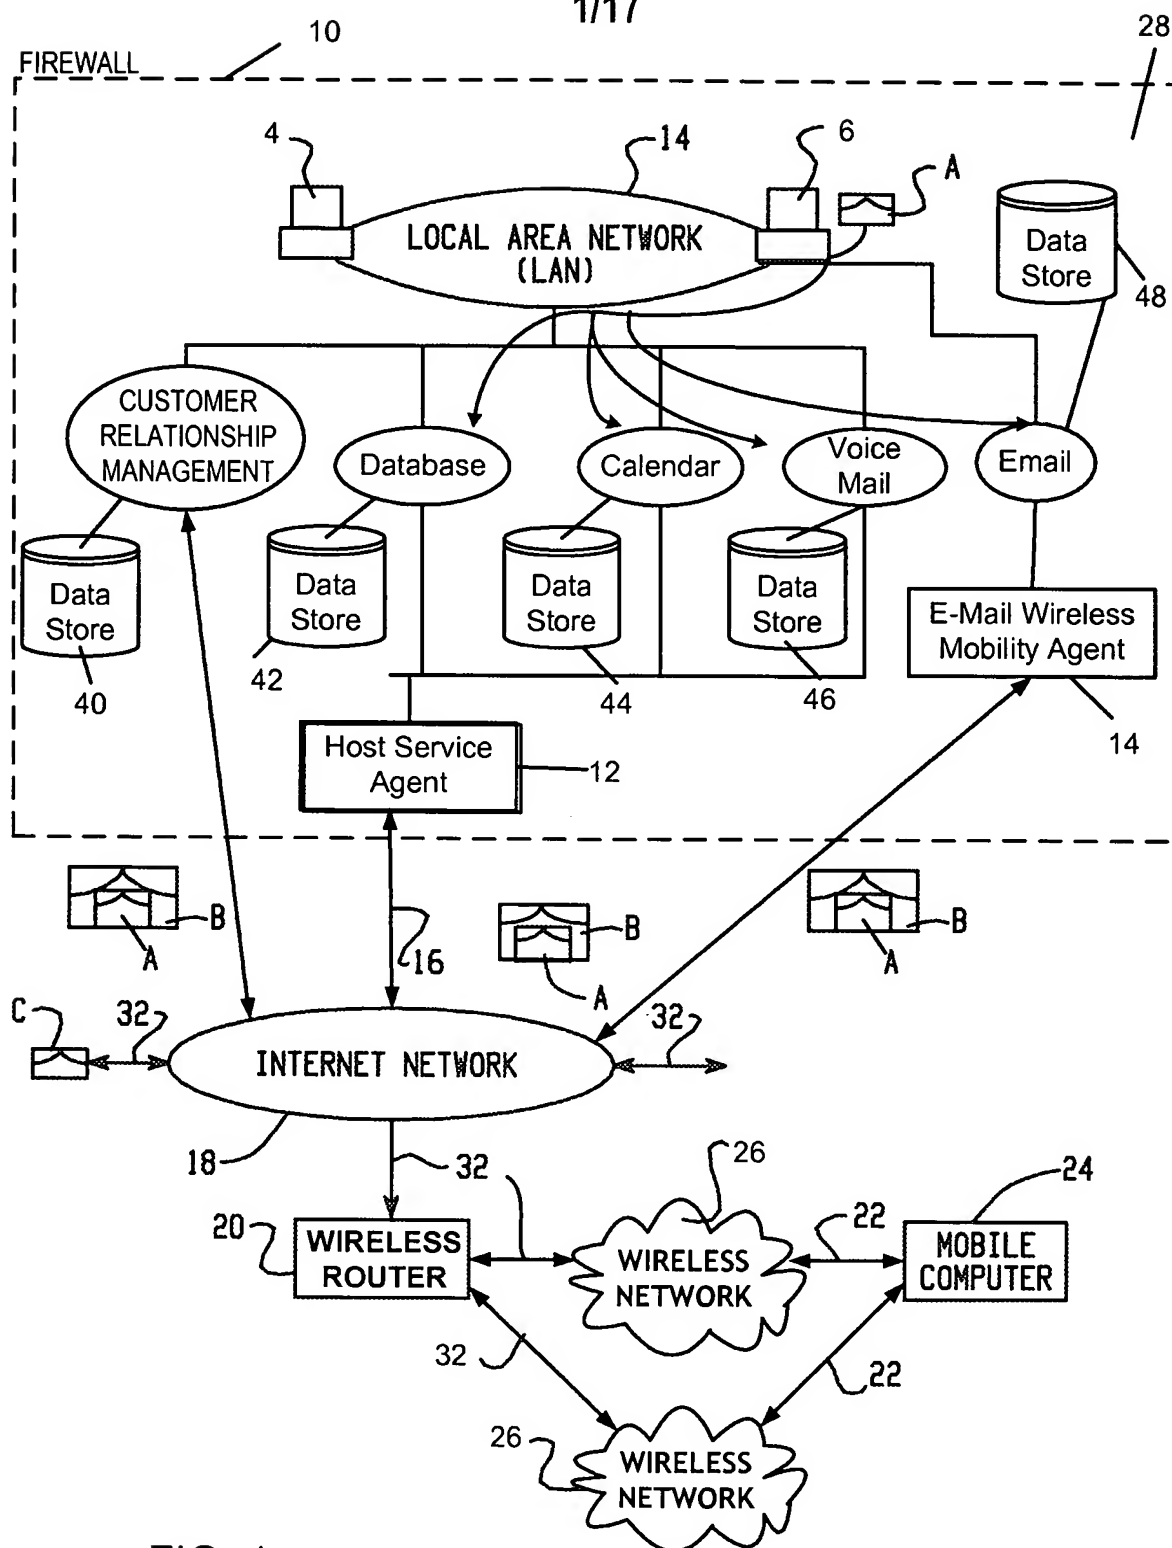 1/17
10
28
FIREWALL
4
14
6
A
LOCAL AREA NETWORK
(LAN)
Data
Store
48
CUSTOMER
RELATIONSHIP
MANAGEMENT
Database
Calendar
Voice
Mail
Email
Data
Store
40
Data
Store
42
Data
Store
44
Data
Store
46
E-Mail Wireless
Mobility Agent
14
Host Service
Agent
12
B
A
16
B
A
B
A
C
32
INTERNET NETWORK
32
18
32
26
24
20
WIRELESS
ROUTER
32
WIRELESS
NETWORK
22
MOBILE
COMPUTER
22
26
WIRELESS
NETWORK